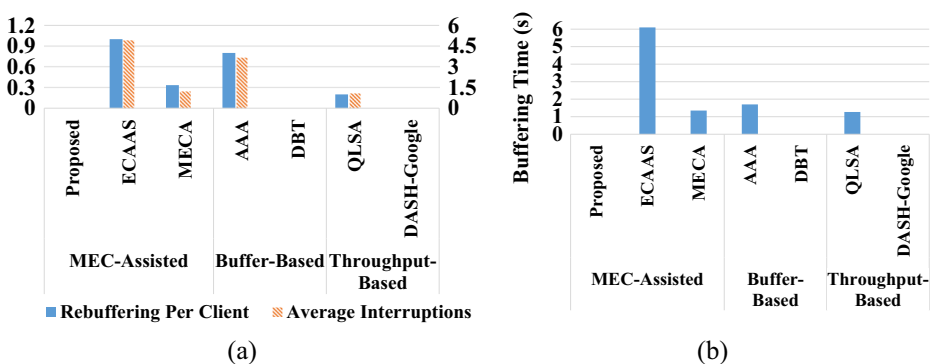 1.2
0.9
0.6
0.3
0
6
4.5
3
1.5
0
Proposed
ECAAS
MECA
AAA
DBT
QLSA
DASH-Google
MEC-Assisted
Buffer-Based
Throughput-
Based
Rebuffering Per Client
Average Interruptions
(a)
Buffering Time (s)
6
5
4
3
2
1
0
Proposed
ECAAS
MECA
AAA
DBT
QLSA
DASH-Google
MEC-Assisted
Buffer-
Based
Throughput-
Based
(b)